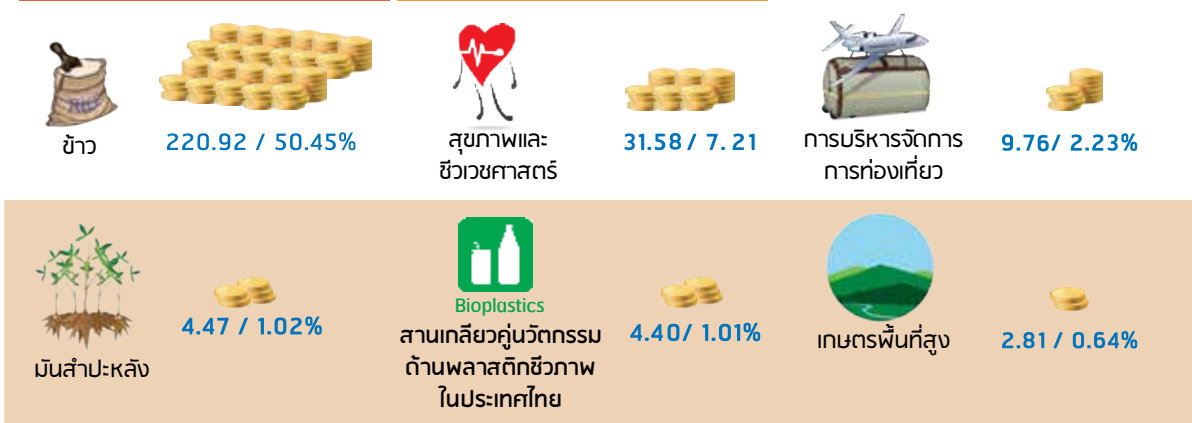 RICE
ข้าว
220.92 / 50.45%
สุขภาพและ
ชีวเวชศาสตร์
31.58 / 7. 21
การบริหารจัดการ
การท่องเที่ยว
9.76/ 2.23%
มันสำปะหลัง
4.47 / 1.02%
Bioplastics
สานเกลียวคู่นวัตกรรม
ด้านพลาสติกชีวภาพ
ในประเทศไทย
4.40/ 1.01%
เกษตรพื้นที่สูง
2.81 / 0.64%